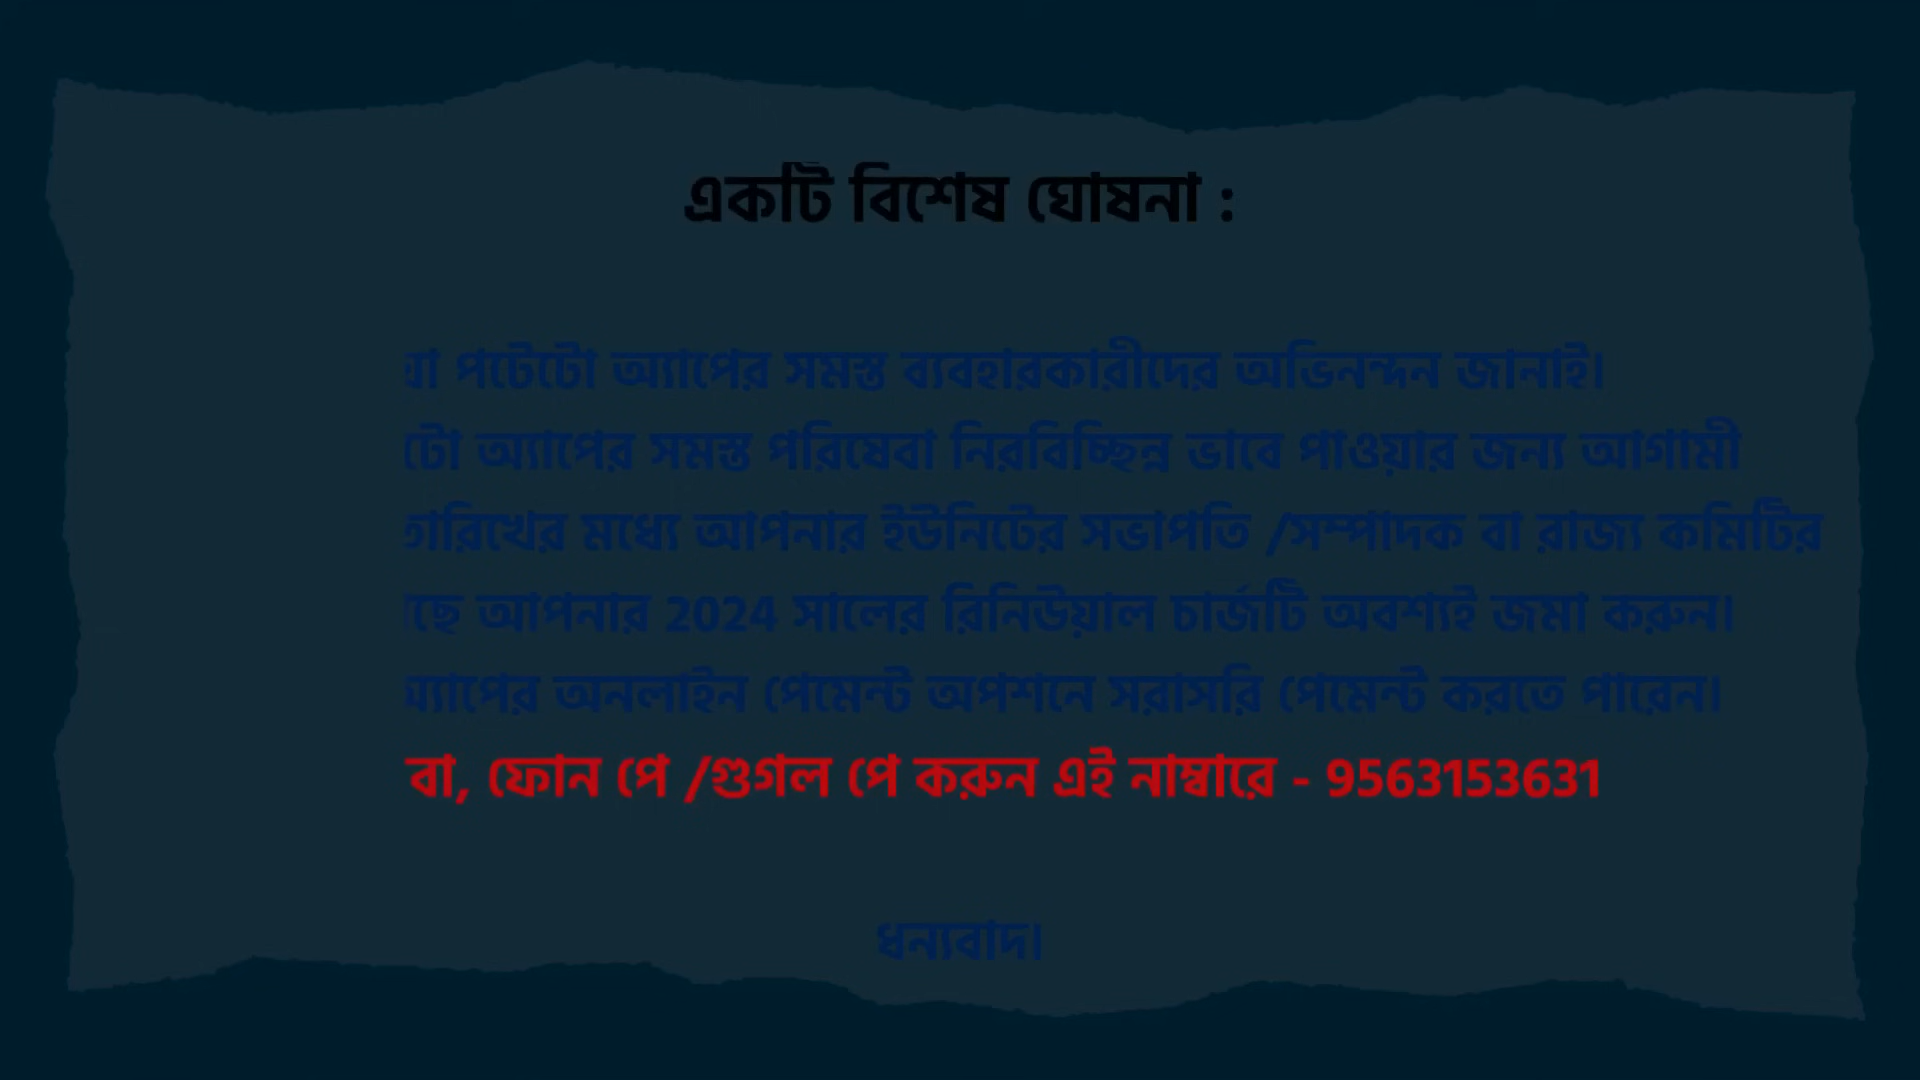 একটি বিশেষ ঘোষনা :
পটেটো অ্যাপের সমস্ত ব্যবহারকারীদের অভিনন্দন জানাই।
অ্যাপের সমস্ত পরিষেবা নিরবিচ্ছিন্ন ভাবে পাওয়ার জন্য আগামী
তারিখের মধ্যে আপনার ইউনিটের সভাপতি /সম্পাদক বা রাজ্য কমিটির
আপনার 2024 সালের রিনিউয়াল চার্জটি অবশ্যই জমা করুন।
অ্যাপের অনলাইন পেমেন্ট অপশনে সরাসরি পেমেন্ট করতে পারেন।
বা, ফোন পে /গুগল পে করুন এই নাম্বারে - 9563153631
ধন্যবাদ।